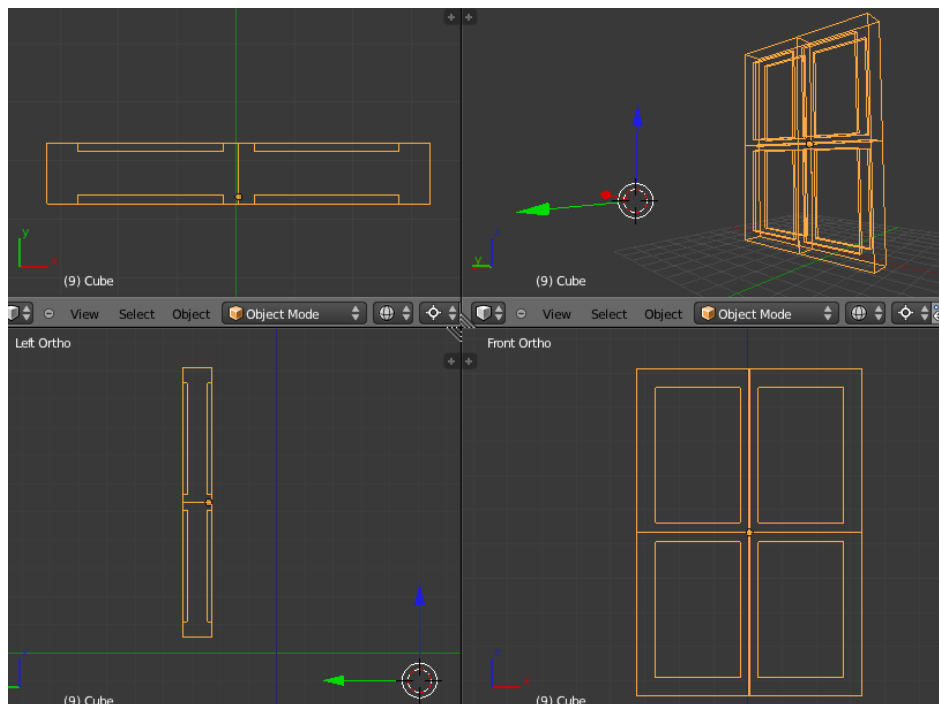 y
x
(9) Cube
z
y
(9) Cube
View Select Object Object Mode
View Select Object Object Mode
Left Ortho
Front Ortho
z
(9) Cube
(9) Cube